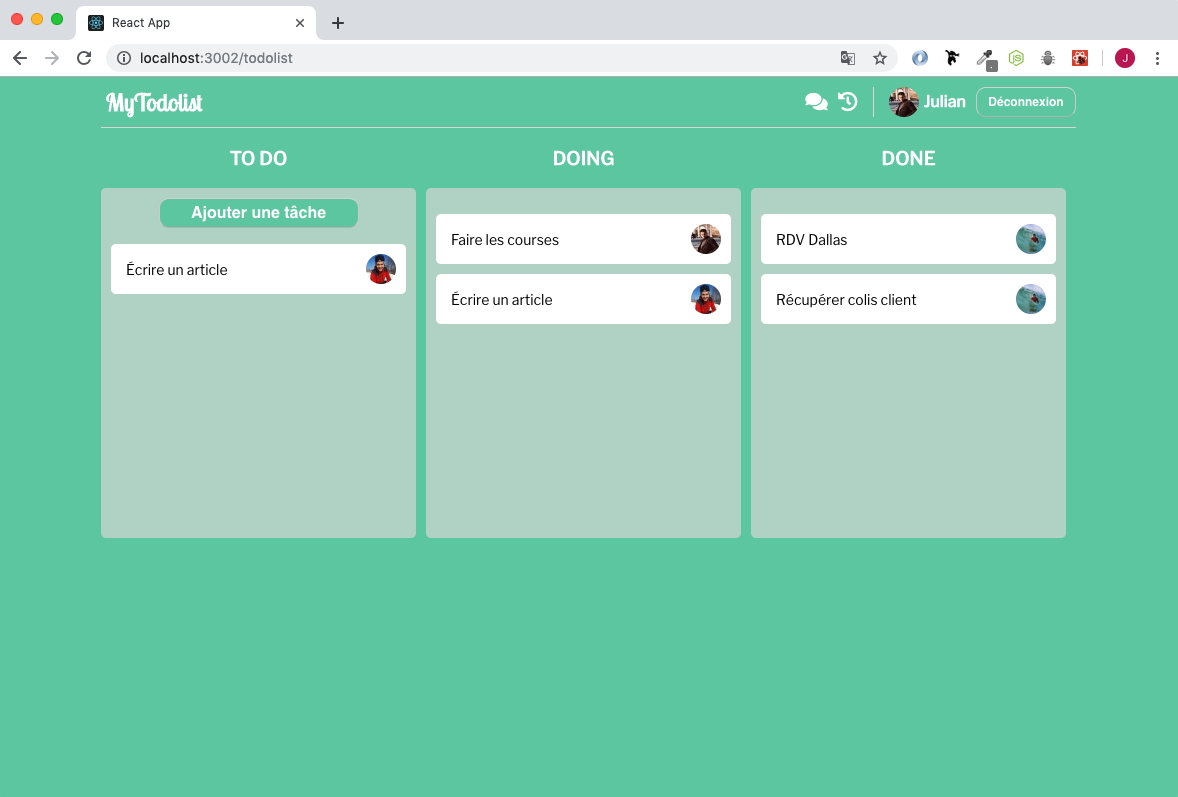 React App
localhost:3002/todolist
J
MyTodolist
Julian
Déconnexion
TO DO
DOING
DONE
Ajouter une tâche
Écrire un article
Faire les courses
Écrire un article
RDV Dallas
Récupérer colis client